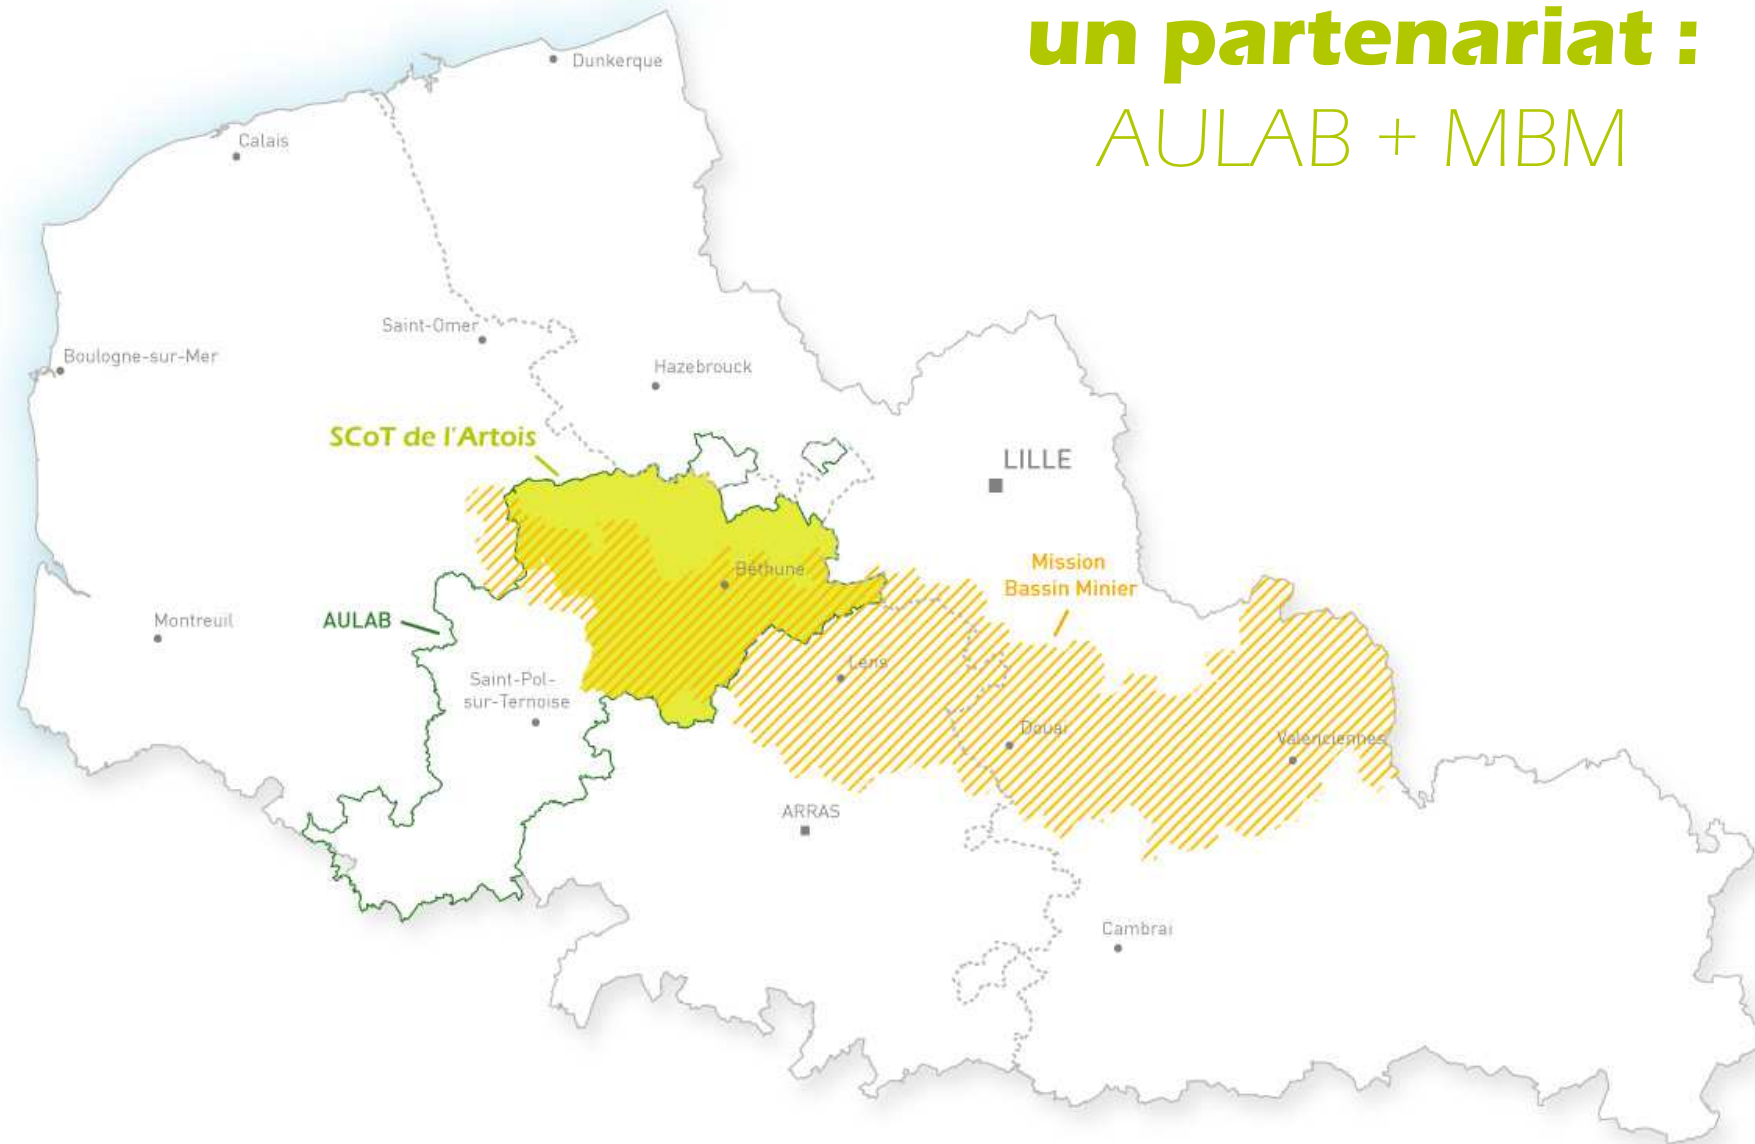 un partenariat :
AULAB + MBM
Dunkerque
Calais
Saint-Omer
Boulogne-sur-Mer
Hazebrouck
SCoT de l'Artois
LILLE
Mission
Bassin Minier
Béthune
Montreuil
AULAB
Lens
Saint-Pol-
sur-Ternoise
Douai
Valenciennes
ARRAS
Cambrai